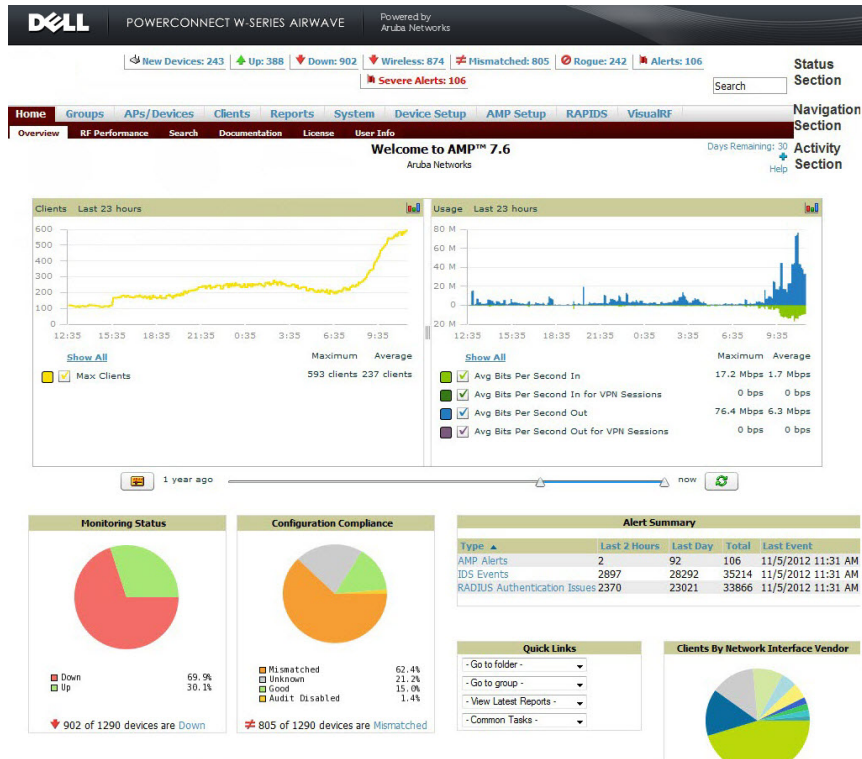 DELL POWERCONNECT W-SERIES AIRWAVE Powered by
Aruba Networks
New Devices: 243 Up: 388 Down: 902 Wireless: 874 Mismatched: 805 Rogue: 242 Alerts: 106
Severe Alerts: 106
Search
Status
Section
Home Groups APs/Devices Clients Reports System Device Setup AMP Setup RAPIDS VisualRF
Overview RF Performance Search Documentation License User Info
Navigation
Section
Welcome to AMP™ 7.6
Aruba Networks
Days Remaining: 30
Help
Activity
Section
Clients Last 23 hours
600
500
400
300
200
100
0
12:35 15:35 18:35 21:35 0:35 3:35 6:35 9:35
Show All Maximum Average
Max Clients 593 clients 237 clients
Usage Last 23 hours
80 M
60 M
40 M
20 M
0
20 M
12:35 15:35 18:35 21:35 0:35 3:35 6:35 9:35
Show All Maximum Average
Avg Bits Per Second In 17.2 Mbps 1.7 Mbps
Avg Bits Per Second In for VPN Sessions 0 bps 0 bps
Avg Bits Per Second Out 76.4 Mbps 6.3 Mbps
Avg Bits Per Second Out for VPN Sessions 0 bps 0 bps
1 year ago now
Monitoring Status
Down 69.9%
Up 30.1%
902 of 1290 devices are Down
Configuration Compliance
Mismatched 62.4%
Unknown 21.2%
Good 15.0%
Audit Disabled 1.4%
805 of 1290 devices are Mismatched
Alert Summary
Type Last 2 Hours Last Day Total Last Event
AMP Alerts 2 92 106 11/5/2012 11:31 AM
IDS Events 2897 28292 35214 11/5/2012 11:31 AM
RADIUS Authentication Issues 2370 23021 33866 11/5/2012 11:31 AM
Quick Links
- Go to folder -
- Go to group -
- View Latest Reports -
- Common Tasks -
Clients By Network Interface Vendor